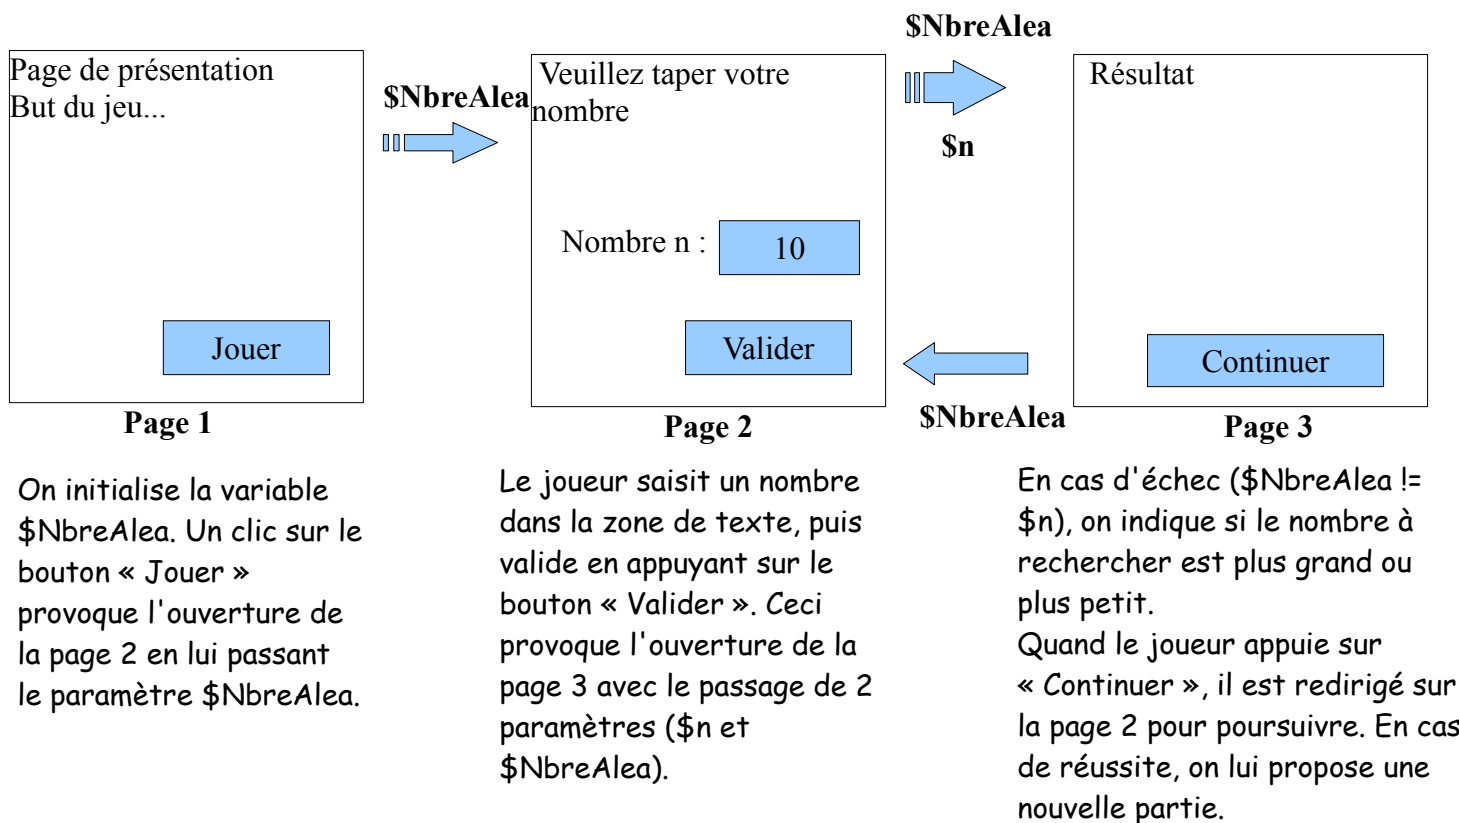 Page de présentation
But du jeu...
Jouer
Page 1
On initialise la variable
$NbreAlea. Un clic sur le
bouton « Jouer »
provoque l'ouverture de
la page 2 en lui passant
le paramètre $NbreAlea.
$NbreAlea
Veuillez taper votre
nombre
Nombre n :
10
Valider
Page 2
Le joueur saisit un nombre
dans la zone de texte, puis
valide en appuyant sur le
bouton « Valider ». Ceci
provoque l'ouverture de la
page 3 avec le passage de 2
paramètres ($n et
$NbreAlea).
$NbreAlea
$n
$NbreAlea
Résultat
Continuer
Page 3
En cas d'échec ($NbreAlea !=
$n), on indique si le nombre à
rechercher est plus grand ou
plus petit.
Quand le joueur appuie sur
« Continuer », il est redirigé sur
la page 2 pour poursuivre. En cas
de réussite, on lui propose une
nouvelle partie.